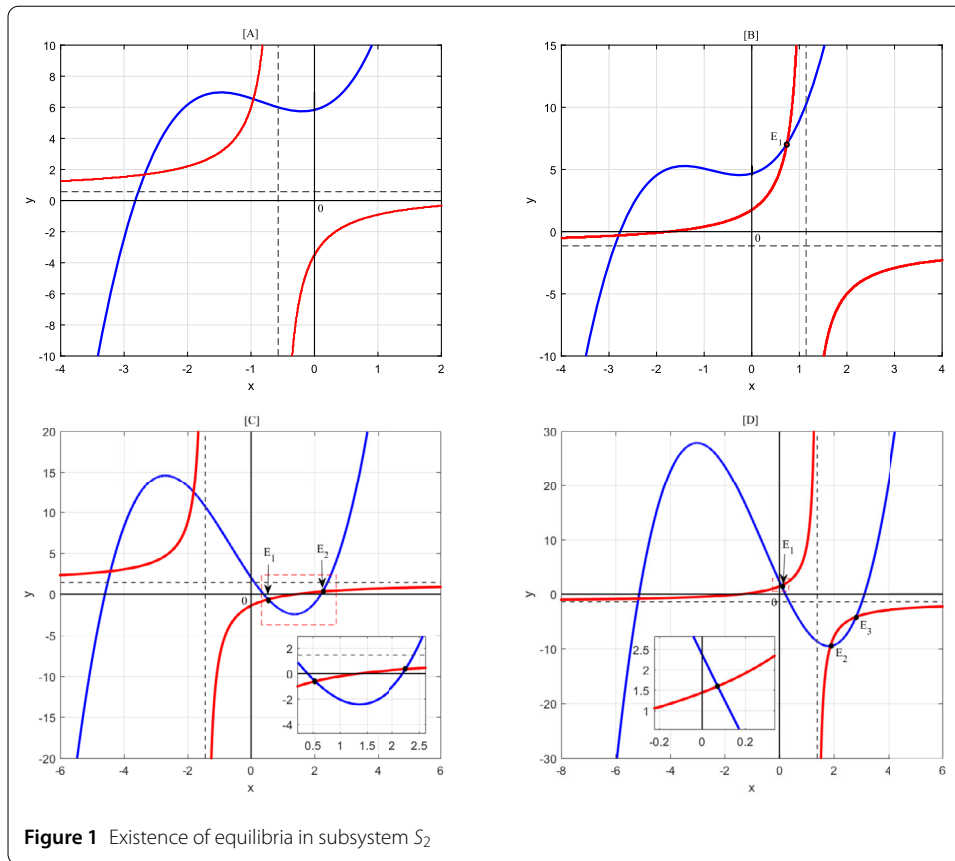 [A]
10
8
6
4
2
0
-2
-4
-6
-8
-10
y
0
-4 -3 -2 -1 0 1 2
x
[B]
15
10
5
0
-5
-10
y
E1
0
-4 -3 -2 -1 0 1 2 3 4
x
[C]
20
15
10
5
0
-5
-10
-15
-20
y
E1
E2
0
2
0
-2
-4
0.5 1 1.5 2 2.5
-6 -4 -2 0 2 4 6
x
[D]
30
20
10
0
-10
-20
-30
y
E1
0
E3
E2
2.5
2
1.5
1
-0.2 0 0.2
-8 -6 -4 -2 0 2 4 6
x
Figure 1 Existence of equilibria in subsystem S2